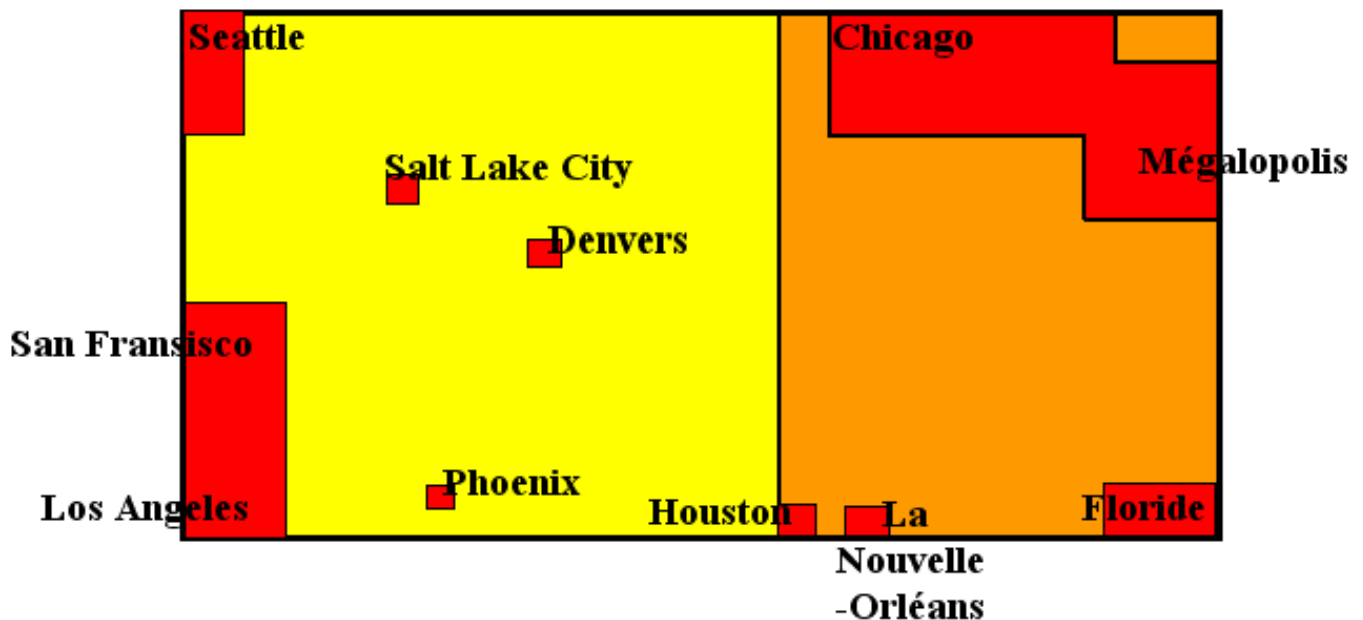 Seattle
Chicago
Mégalopolis
Salt Lake City
Denvers
San Fransisco
Phoenix
Los Angeles
Houston
La
Nouvelle
-Orléans
Floride